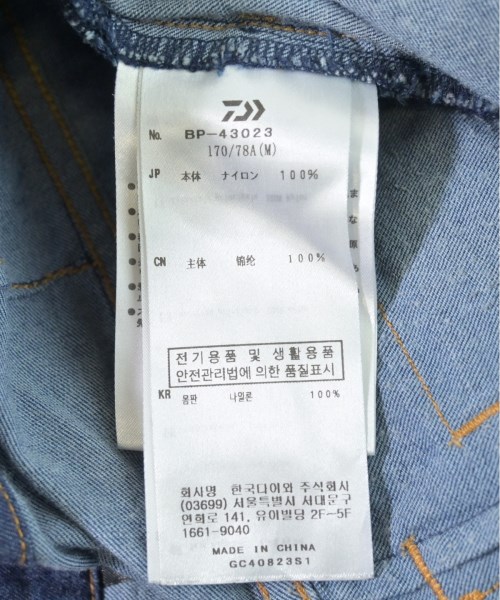 No. BP-43023
170/78A(M)
JP 本体 ナイロン 100%
CN 主体 锦纶 100%
전기용품 및 생활용품
안전관리법에 의한 품질표시
KR 몸판 나일론 100%
회사명 한국다이와 주식회사
(03699) 서울특별시 서대문구
연희로 141, 유이빌딩 2F-5F
1661-9040
MADE IN CHINA
GC40823S1